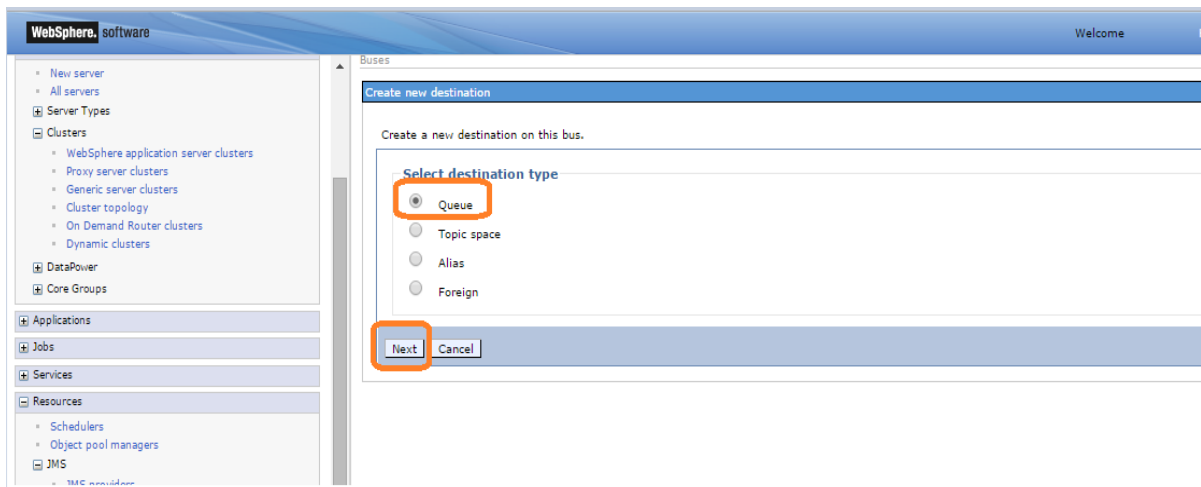 WebSphere. software
Welcome
New server
All servers
Server Types
Clusters
WebSphere application server clusters
Proxy server clusters
Generic server clusters
Cluster topology
On Demand Router clusters
Dynamic clusters
DataPower
Core Groups
Applications
Jobs
Services
Resources
Schedulers
Object pool managers
JMS
JMS providers
Buses
Create new destination
Create a new destination on this bus.
Select destination type
Queue
Topic space
Alias
Foreign
Next Cancel